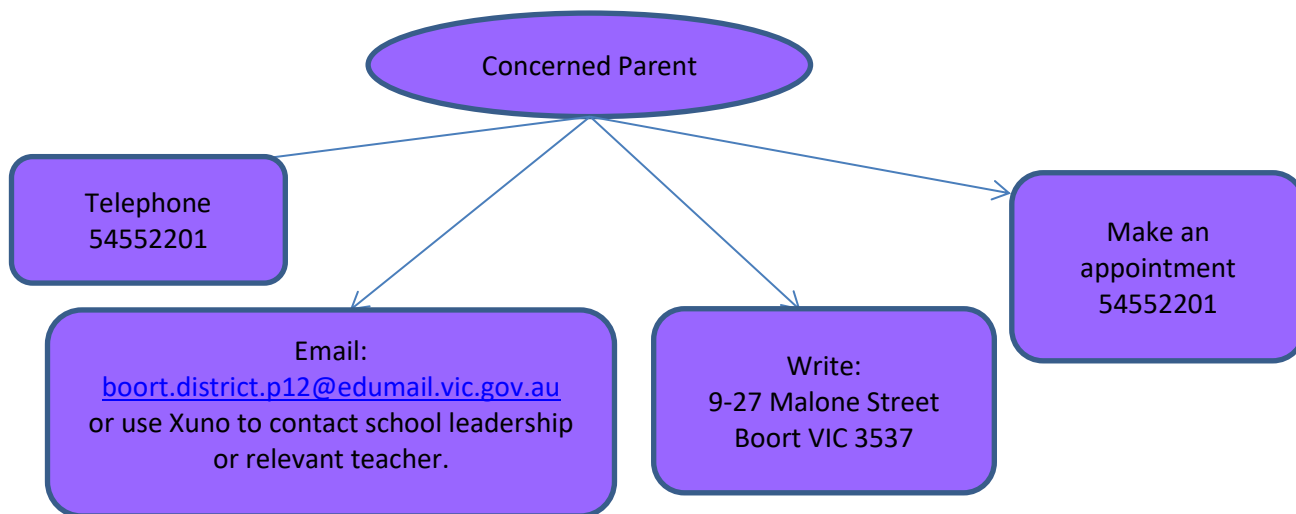 Concerned Parent
Telephone
54552201
Make an
appointment
54552201
Email:
boort.district.p12@edumail.vic.gov.au
or use Xuno to contact school leadership
or relevant teacher.
Write:
9-27 Malone Street
Boort VIC 3537